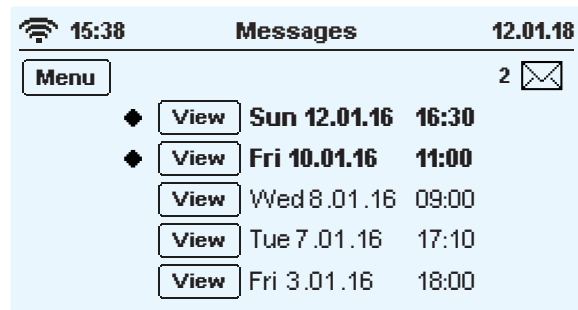 15:38 Messages 12.01.18
Menu 2
View Sun 12.01.16 16:30
View Fri 10.01.16 11:00
View Wed 8.01.16 09:00
View Tue 7.01.16 17:10
View Fri 3.01.16 18:00